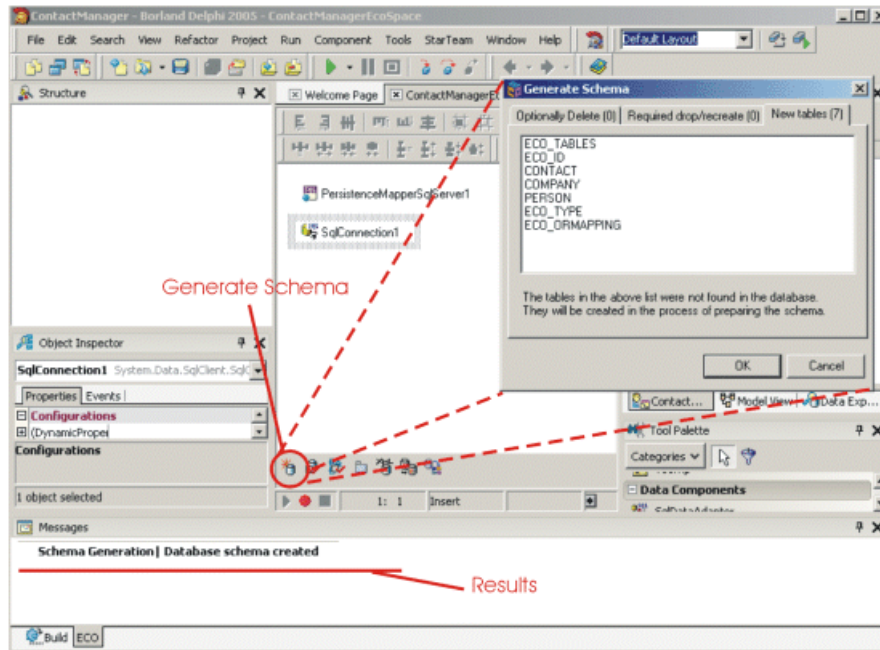 ContactManager - Borland Delphi 2005 - ContactManagerEcoSpace
File Edit Search View Refactor Project Run Component Tools StarTeam Window Help
Default Layout
Structure
Welcome Page
ContactManagerEc
PersistenceMapperSqlServer1
SqlConnection1
Generate Schema
Optionally Delete (0) Required drop/recreate (0) New tables (7)
ECO_TABLES
ECO_ID
CONTACT
COMPANY
PERSON
ECO_TYPE
ECO_ORMAPPING
The tables in the above list were not found in the database.
They will be created in the process of preparing the schema.
OK Cancel
Generate Schema
Object Inspector
SqlConnection1 System.Data.SqlClient.SqlC
Properties Events
Configurations
(DynamicProper
Configurations
1 object selected
1: 1 Insert
Contact... Model View Data Exp...
Tool Palette
Categories
Data Components
SqlDataAdapter
Messages
Schema Generation| Database schema created
Results
Build ECO